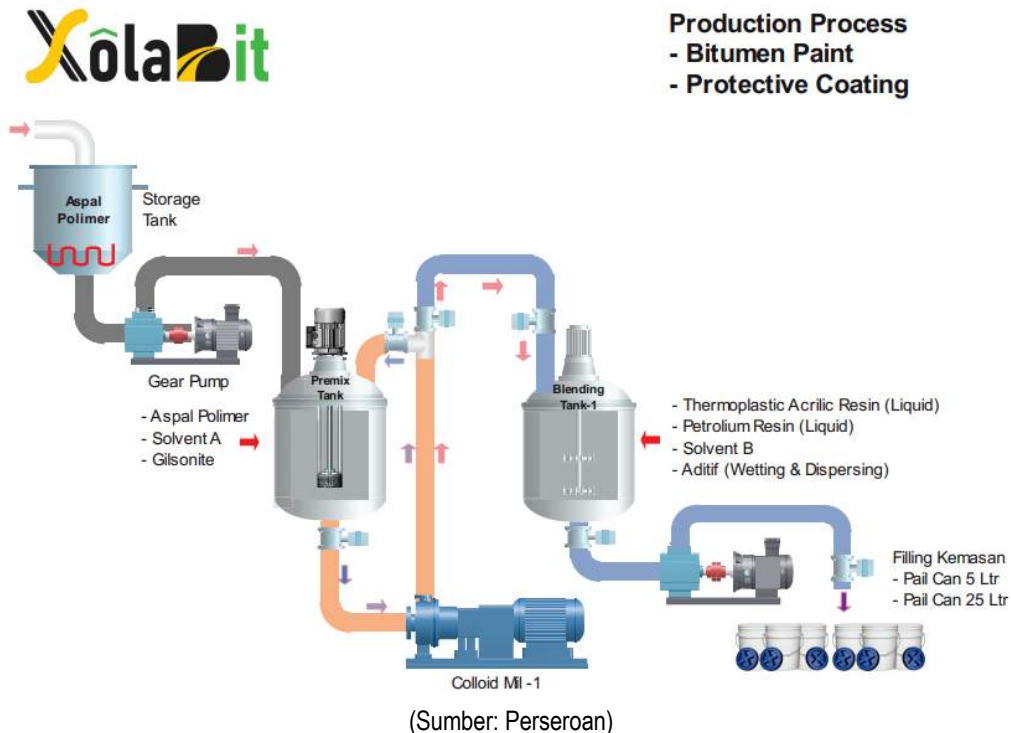 XôlaBit
Production Process
- Bitumen Paint
- Protective Coating
Aspal
Polimer
Storage
Tank
Gear Pump
- Aspal Polimer
- Solvent A
- Gilsonite
Premix
Tank
Blending
Tank-1
- Thermoplastic Acrilic Resin (Liquid)
- Petrolium Resin (Liquid)
- Solvent B
- Aditif (Wetting & Dispersing)
Filling Kemasan
- Pail Can 5 Ltr
- Pail Can 25 Ltr
Colloid Mil -1
(Sumber: Perseroan)